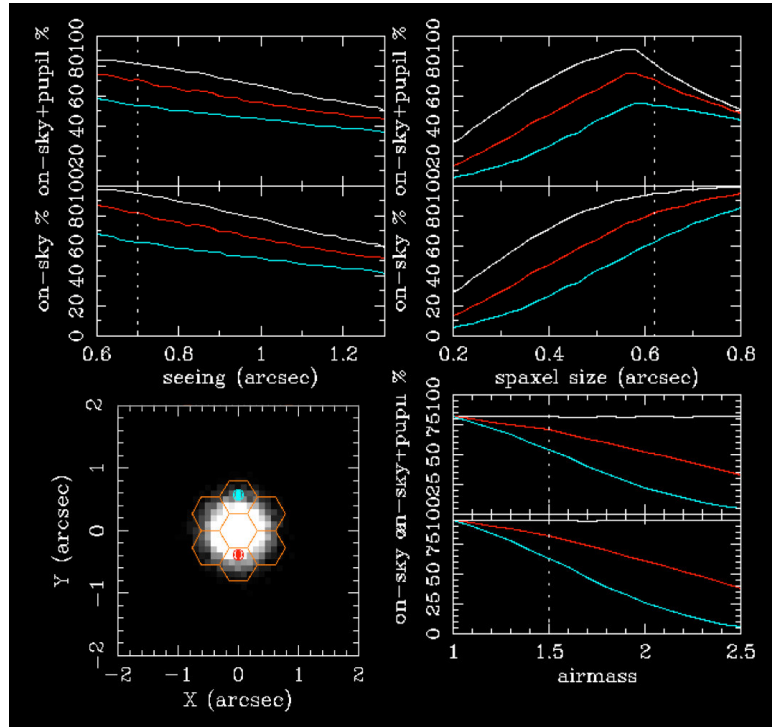 on-sky+pupil %
0 20 40 60 80 100
on-sky %
0 20 40 60 80 100
0.6 0.8 1 1.2
seeing (arcsec)
on-sky+pupil %
0 20 40 60 80 100
on-sky %
0 20 40 60 80 100
0.2 0.4 0.6 0.8
spaxel size (arcsec)
Y (arcsec)
2
1
0
-1
-2
-2 -1 0 1 2
X (arcsec)
on-sky+pupil %
0 25 50 75 100
on-sky %
0 25 50 75 100
1 1.5 2 2.5
airmass